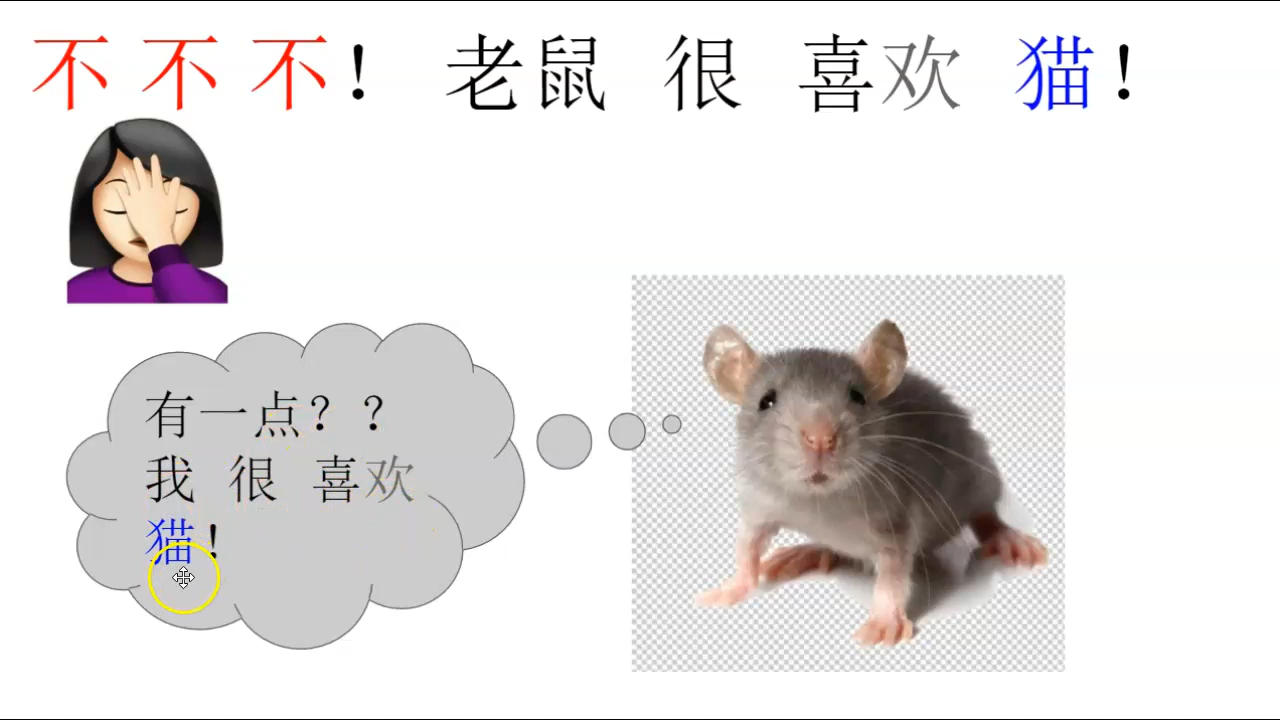 不 不 不！ 老鼠 很 喜欢 猫！
有一点？？
我 很 喜欢
猫！